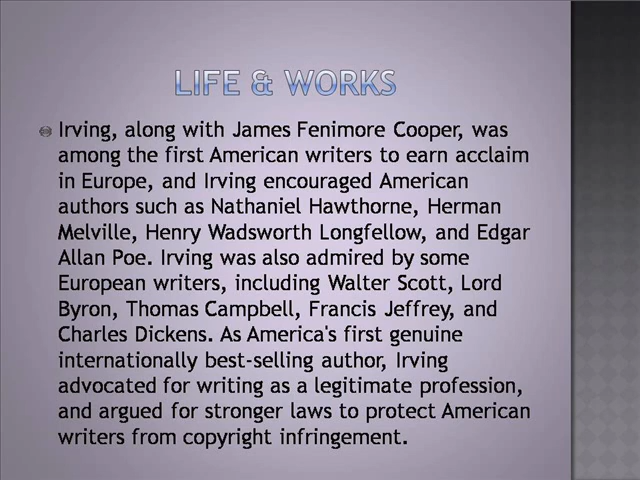 LIFE & WORKS
Irving, along with James Fenimore Cooper, was
among the first American writers to earn acclaim
in Europe, and Irving encouraged American
authors such as Nathaniel Hawthorne, Herman
Melville, Henry Wadsworth Longfellow, and Edgar
Allan Poe. Irving was also admired by some
European writers, including Walter Scott, Lord
Byron, Thomas Campbell, Francis Jeffrey, and
Charles Dickens. As America's first genuine
internationally best-selling author, Irving
advocated for writing as a legitimate profession,
and argued for stronger laws to protect American
writers from copyright infringement.